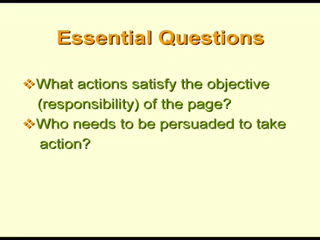 Essential Questions
What actions satisfy the objective
(responsibility) of the page?
Who needs to be persuaded to take
action?